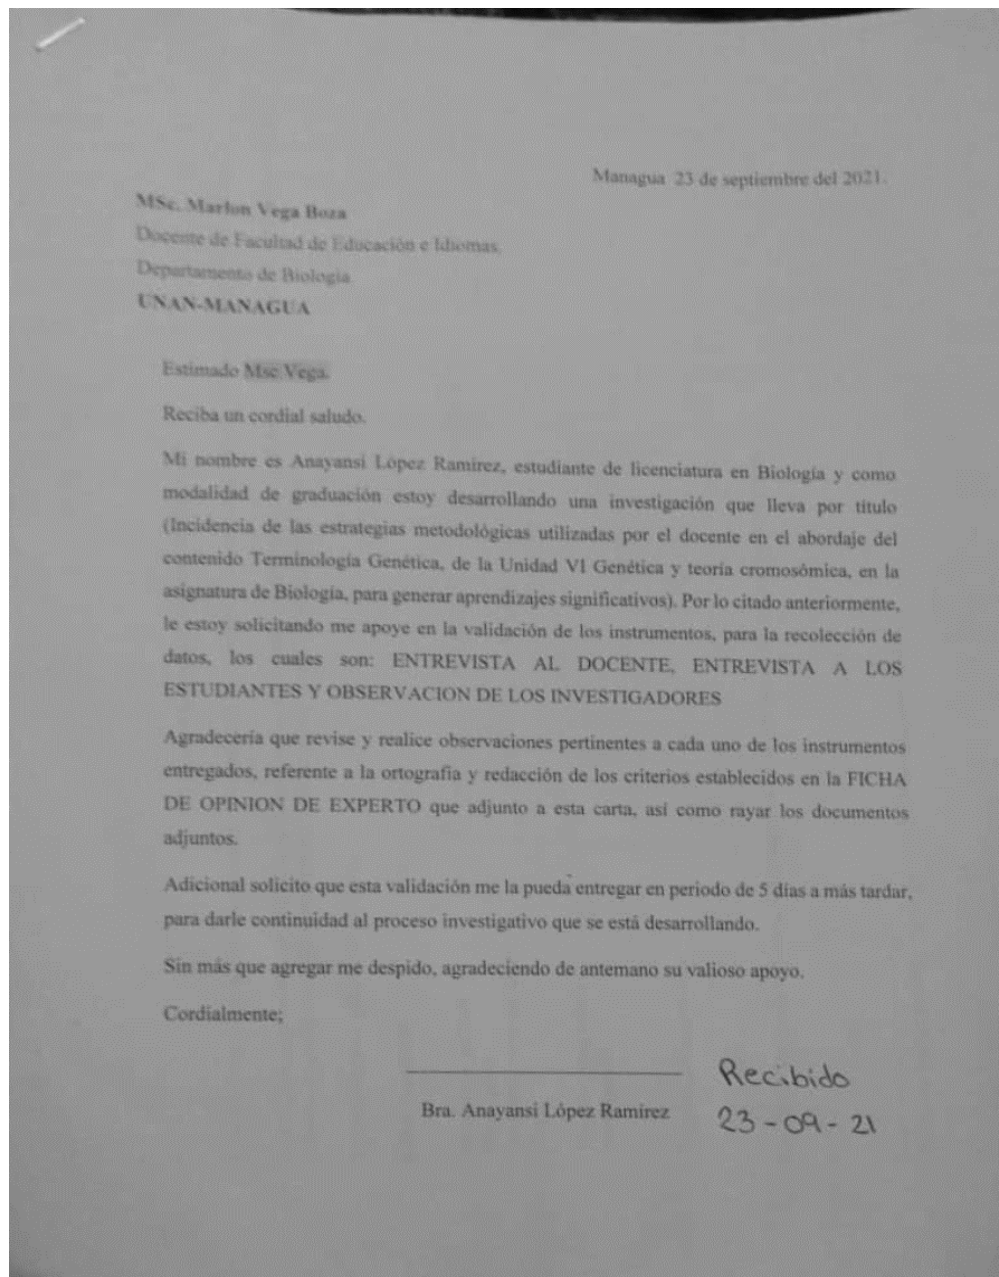 Managua 23 de septiembre del 2021.
MSc. Marlon Vega Boza
Docente de Facultad de Educación e Idiomas.
Departamento de Biología.
UNAN-MANAGUA
Estimado Msc Vega.
Reciba un cordial saludo.
Mi nombre es Anayansi López Ramírez, estudiante de licenciatura en Biología y como
modalidad de graduación estoy desarrollando una investigación que lleva por título
(Incidencia de las estrategias metodológicas utilizadas por el docente en el abordaje del
contenido Terminología Genética, de la Unidad VI Genética y teoría cromosómica, en la
asignatura de Biología, para generar aprendizajes significativos). Por lo citado anteriormente,
le estoy solicitando me apoye en la validación de los instrumentos, para la recolección de
datos, los cuales son: ENTREVISTA AL DOCENTE, ENTREVISTA A LOS
ESTUDIANTES Y OBSERVACION DE LOS INVESTIGADORES
Agradecería que revise y realice observaciones pertinentes a cada uno de los instrumentos
entregados, referente a la ortografía y redacción de los criterios establecidos en la FICHA
DE OPINION DE EXPERTO que adjunto a esta carta, así como rayar los documentos
adjuntos.
Adicional solicito que esta validación me la pueda entregar en periodo de 5 días a más tardar,
para darle continuidad al proceso investigativo que se está desarrollando.
Sin más que agregar me despido, agradeciendo de antemano su valioso apoyo.
Cordialmente;
Recibido
Bra. Anayansi López Ramírez
23-09-21